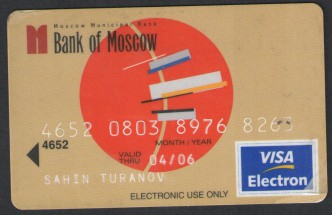 Moscow Municipal Bank
Bank of Moscow
4652 0803 8976
4652
MONTH / YEAR
VALID
THRU 04/06
SAHIN TURANOV
VISA
Electron
ELECTRONIC USE ONLY